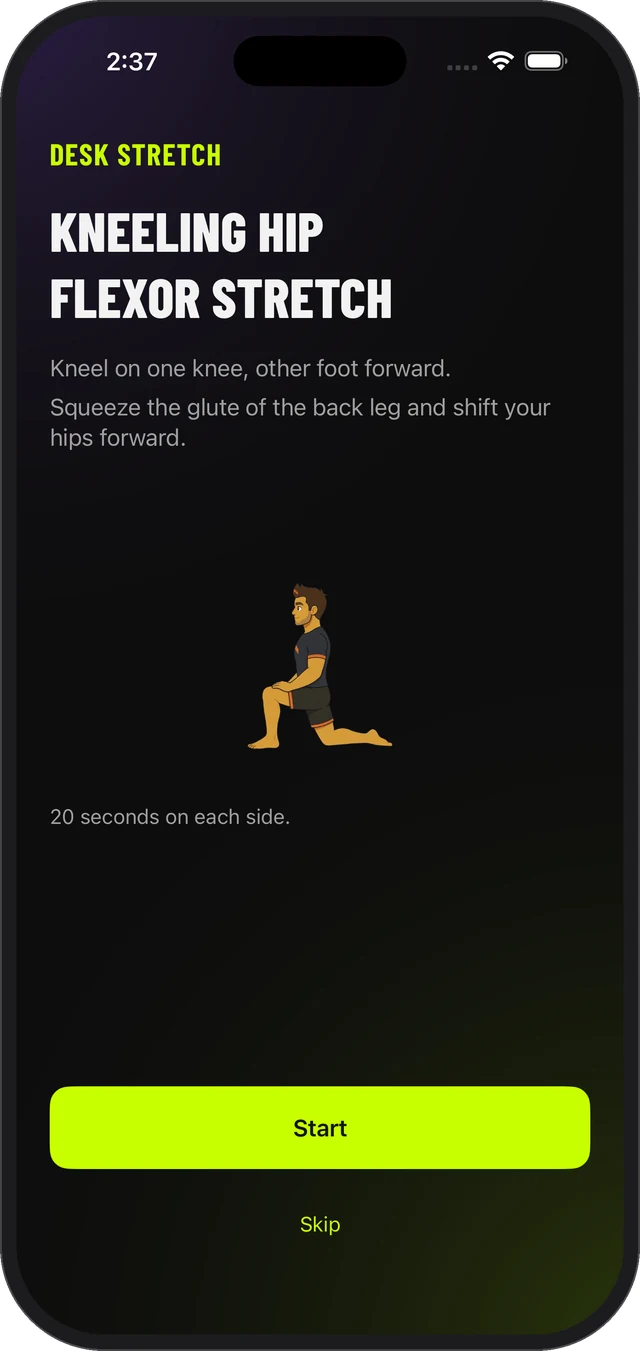 2:37
DESK STRETCH
KNEELING HIP
FLEXOR STRETCH
Kneel on one knee, other foot forward.
Squeeze the glute of the back leg and shift your
hips forward.
20 seconds on each side.
Start
Skip